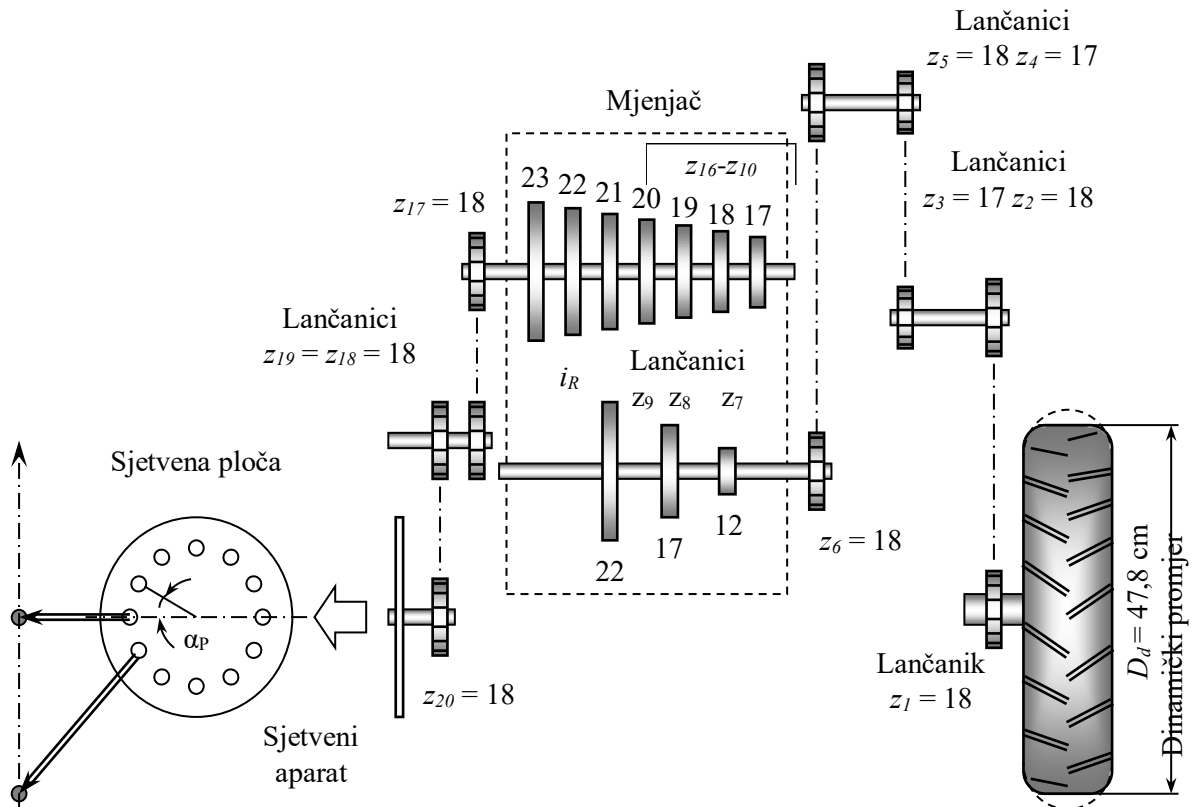 Lančanici
z5 = 18 z4 = 17
Mjenjač
z16-z10
23
22
21
20
19
18
17
z17 = 18
Lančanici
z3 = 17 z2 = 18
Lančanici
z19 = z18 = 18
iR
Lančanici
z9 z8 z7
22
17
12
z6 = 18
Sjetvena ploča
αP
Sjetveni
aparat
z20 = 18
Lančanik
z1 = 18
Dd = 47,8 cm
Dinamički promjer